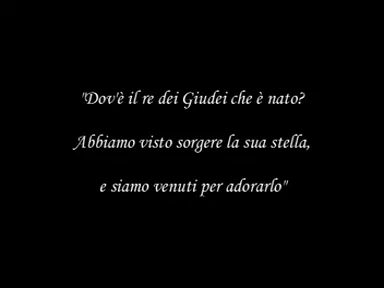 "Dov'è il re dei Giudei che è nato?
Abbiamo visto sorgere la sua stella,
e siamo venuti per adorarlo"